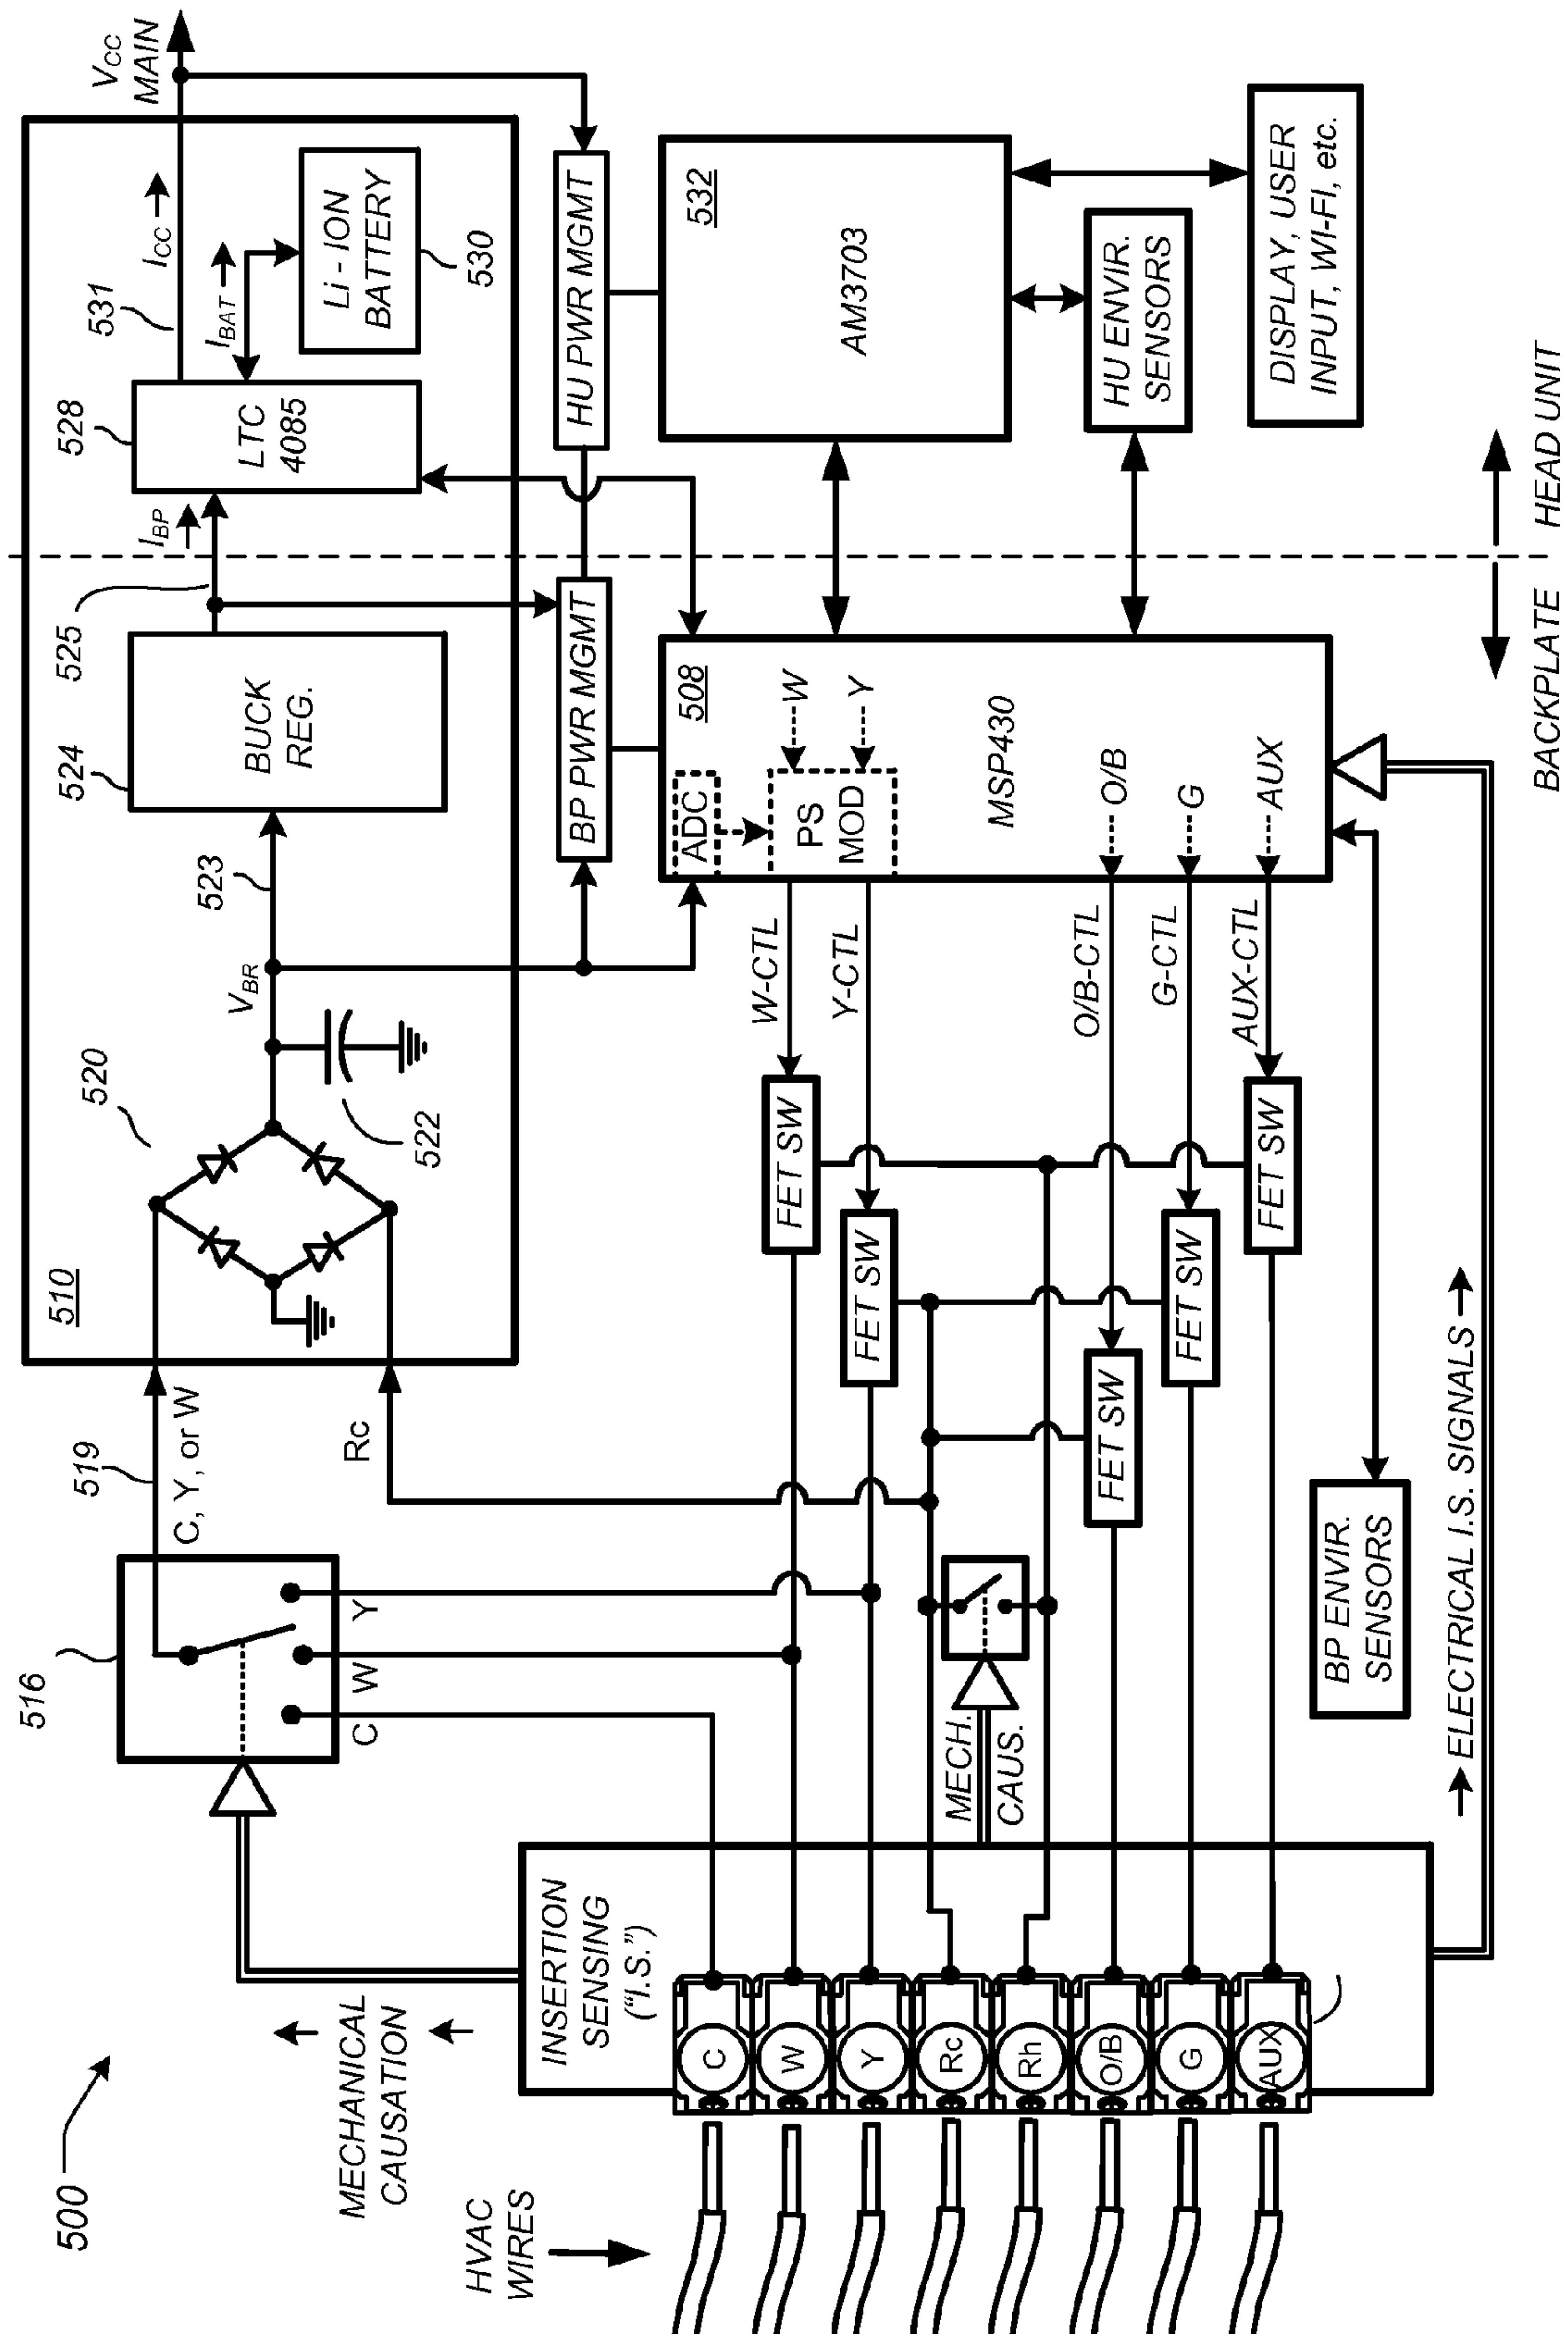 500
MECHANICAL
CAUSATION
HVAC
WIRES
INSERTION
SENSING
("I.S.")
C
W
Y
Rc
Rh
O/B
G
AUX
516
C
W
Y
519
C, Y, or W
Rc
MECH.
CAUS.
510
520
522
VBR
523
524
BUCK
REG.
525
IBP
528
LTC
4085
531
ICC
IBAT
Li - ION
BATTERY
530
VCC
MAIN
BP PWR MGMT
HU PWR MGMT
FET SW
FET SW
FET SW
FET SW
FET SW
W-CTL
Y-CTL
O/B-CTL
G-CTL
AUX-CTL
508
ADC
PS
MOD
W
Y
MSP430
O/B
G
AUX
532
AM3703
HU ENVIR.
SENSORS
DISPLAY, USER
INPUT, WI-FI, etc.
BP ENVIR.
SENSORS
ELECTRICAL I.S. SIGNALS
BACKPLATE
HEAD UNIT